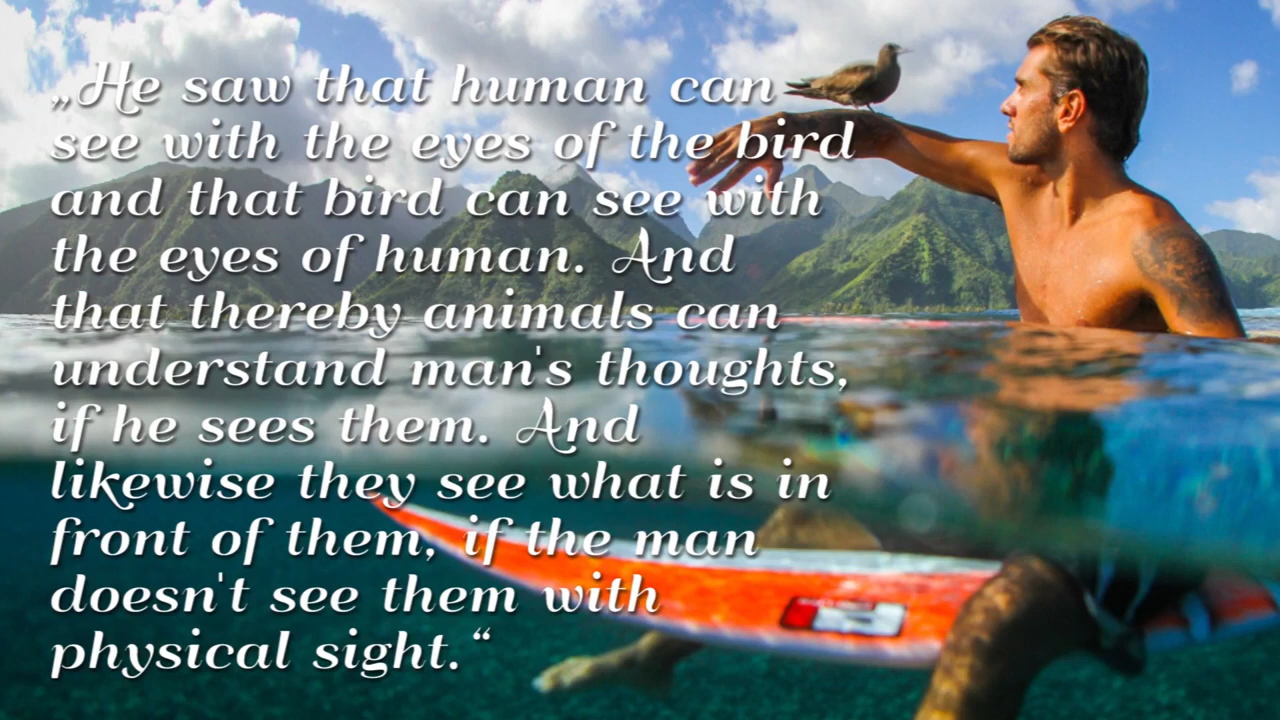 „He saw that human can
see with the eyes of the bird
and that bird can see with
the eyes of human. And
that thereby animals can
understand man's thoughts,
if he sees them. And
likewise they see what is in
front of them, if the man
doesn't see them with
physical sight.“